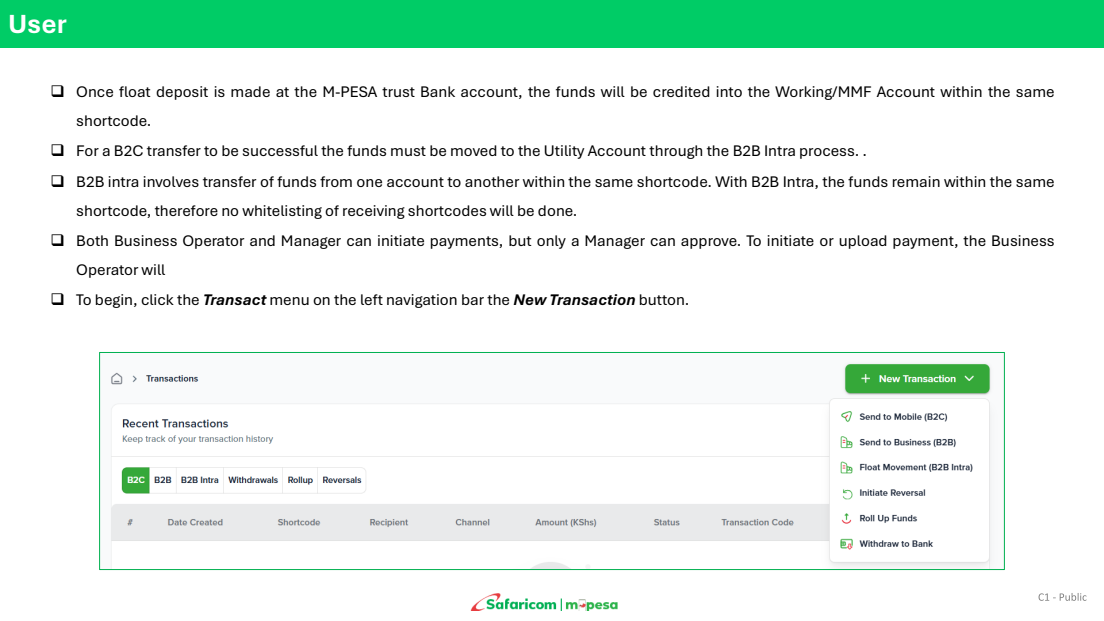 User
❑ Once float deposit is made at the M-PESA trust Bank account, the funds will be credited into the Working/MMF Account within the same
shortcode.
❑ For a B2C transfer to be successful the funds must be moved to the Utility Account through the B2B Intra process. .
❑ B2B intra involves transfer of funds from one account to another within the same shortcode. With B2B Intra, the funds remain within the same
shortcode, therefore no whitelisting of receiving shortcodes will be done.
❑ Both Business Operator and Manager can initiate payments, but only a Manager can approve. To initiate or upload payment, the Business
Operator will
❑ To begin, click the Transact menu on the left navigation bar the New Transaction button.
> Transactions
+ New Transaction
Recent Transactions
Keep track of your transaction history
B2C B2B B2B Intra Withdrawals Rollup Reversals
# Date Created Shortcode Recipient Channel Amount (KShs) Status Transaction Code
Send to Mobile (B2C)
Send to Business (B2B)
Float Movement (B2B Intra)
Initiate Reversal
Roll Up Funds
Withdraw to Bank
Safaricom | m-pesa
C1 - Public